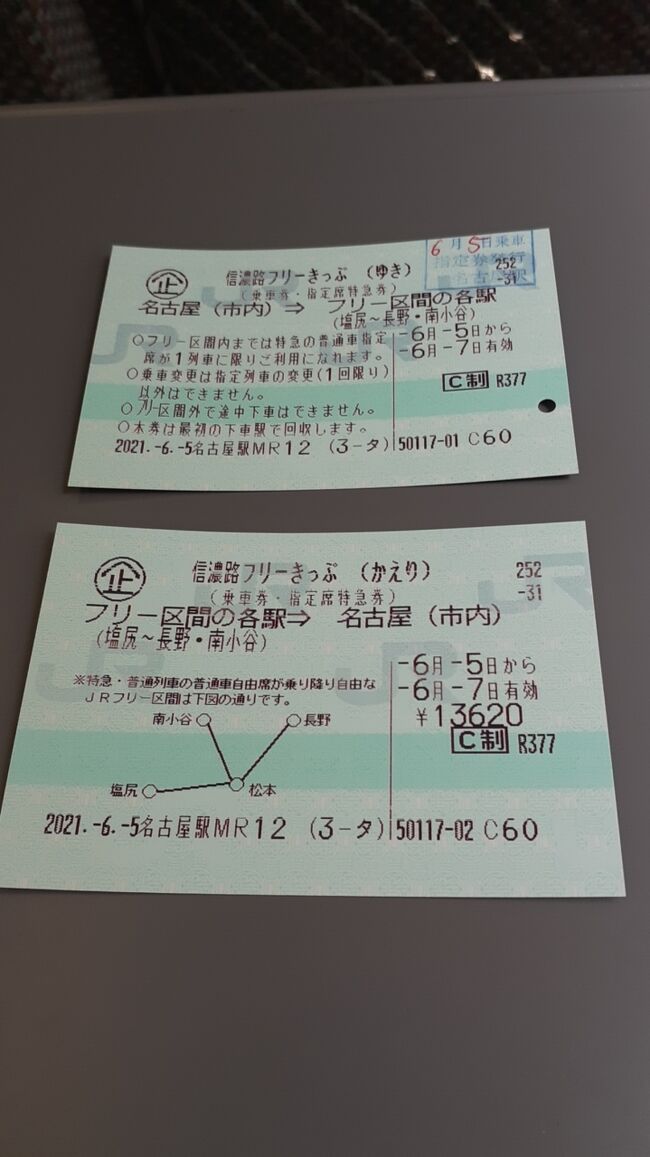 6月5日乗車
指定券発行
名古屋駅
企
信濃路フリーきっぷ （ゆき）
252
-31
（乗車券・指定席特急券）
名古屋（市内）⇒ フリー区間の各駅
（塩尻～長野・南小谷）
○フリー区間内までは特急の普通車指定
席が１列車に限りご利用になれます。
○乗車変更は指定列車の変更(１回限り)
以外はできません。
○フリー区間外で途中下車はできません。
○本券は最初の下車駅で回収します。
-6月-5日から
-6月-7日有効
C制 R377
2021.-6.-5名古屋駅MR12 (3-タ) 50117-01 C60
企
信濃路フリーきっぷ （かえり）
252
-31
（乗車券・指定席特急券）
フリー区間の各駅⇒ 名古屋（市内）
（塩尻～長野・南小谷）
※特急・普通列車の普通車自由席が乗り降り自由な
ＪＲフリー区間は下図の通りです。
-6月-5日から
-6月-7日有効
¥13620
C制 R377
南小谷
長野
塩尻
松本
2021.-6.-5名古屋駅MR12 (3-タ) 50117-02 C60